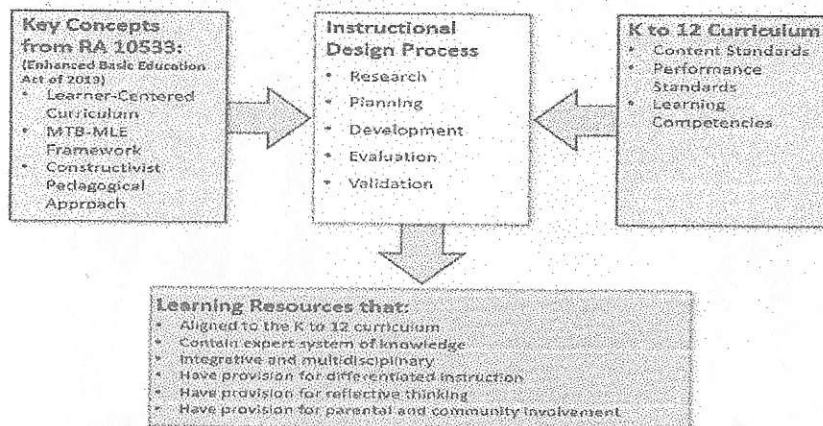 Key Concepts
from RA 10533:
(Enhanced Basic Education
Act of 2013)
• Learner-Centered
Curriculum
• MTB-MLE
Framework
• Constructivist
Pedagogical
Approach
Instructional
Design Process
• Research
• Planning
• Development
• Evaluation
• Validation
K to 12 Curriculum
• Content Standards
• Performance
Standards
• Learning
Competencies
Learning Resources that:
• Aligned to the K to 12 curriculum
• Contain expert system of knowledge
• Integrative and multidisciplinary
• Have provision for differentiated instruction
• Have provision for reflective thinking
• Have provision for parental and community involvement